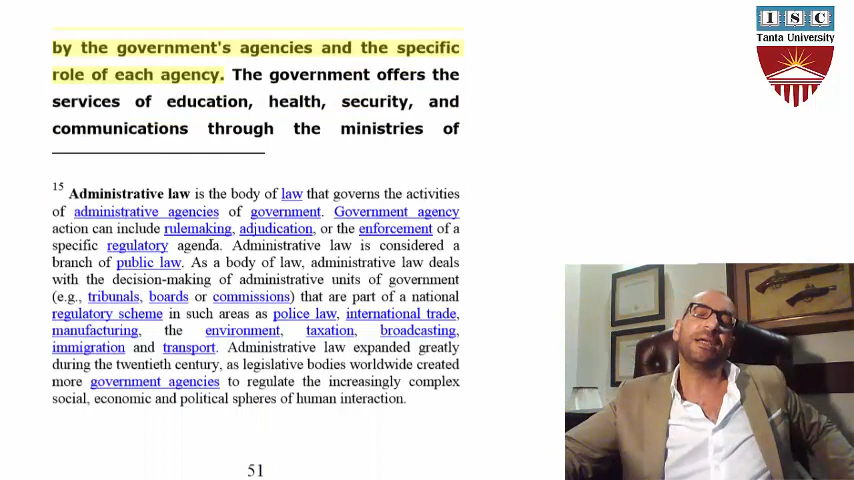 by the government's agencies and the specific
role of each agency. The government offers the
services of education, health, security, and
communications through the ministries of
15 Administrative law is the body of law that governs the activities
of administrative agencies of government. Government agency
action can include rulemaking, adjudication, or the enforcement of a
specific regulatory agenda. Administrative law is considered a
branch of public law. As a body of law, administrative law deals
with the decision-making of administrative units of government
(e.g., tribunals, boards or commissions) that are part of a national
regulatory scheme in such areas as police law, international trade,
manufacturing, the environment, taxation, broadcasting,
immigration and transport. Administrative law expanded greatly
during the twentieth century, as legislative bodies worldwide created
more government agencies to regulate the increasingly complex
social, economic and political spheres of human interaction.
51
ISC
Tanta University